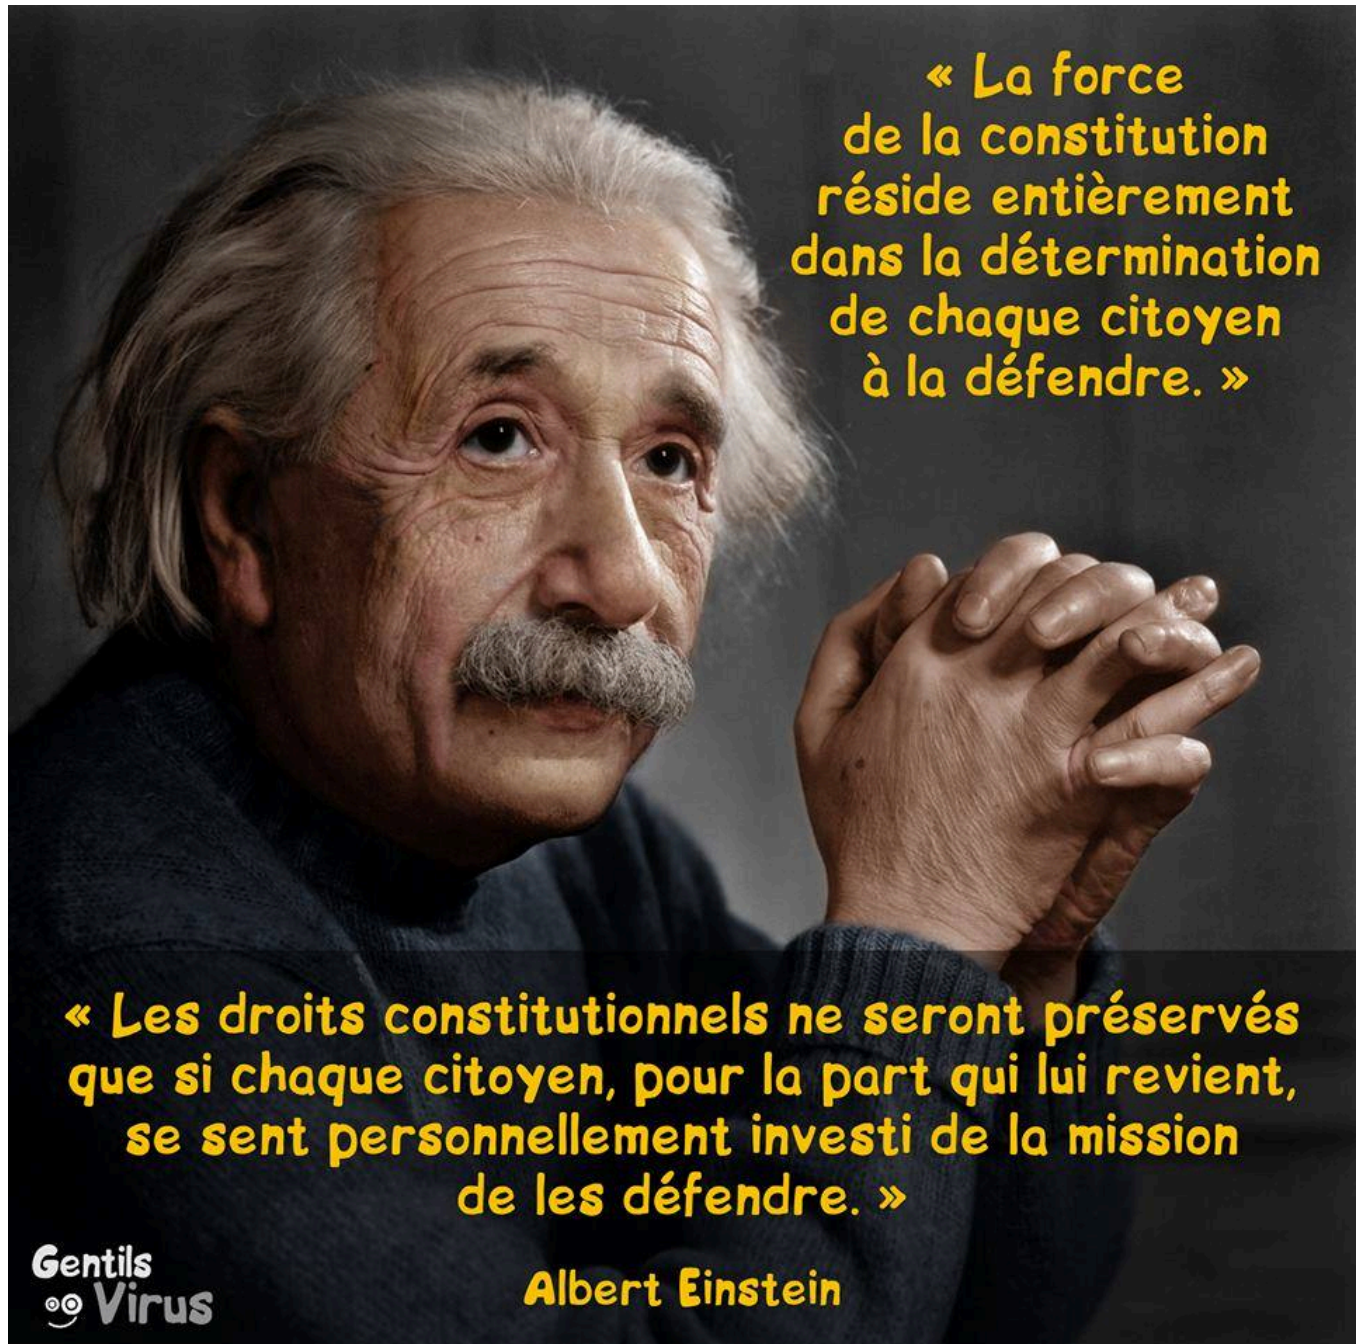 « La force
de la constitution
réside entièrement
dans la détermination
de chaque citoyen
à la défendre. »
« Les droits constitutionnels ne seront préservés
que si chaque citoyen, pour la part qui lui revient,
se sent personnellement investi de la mission
de les défendre. »
Albert Einstein
Gentils
Virus